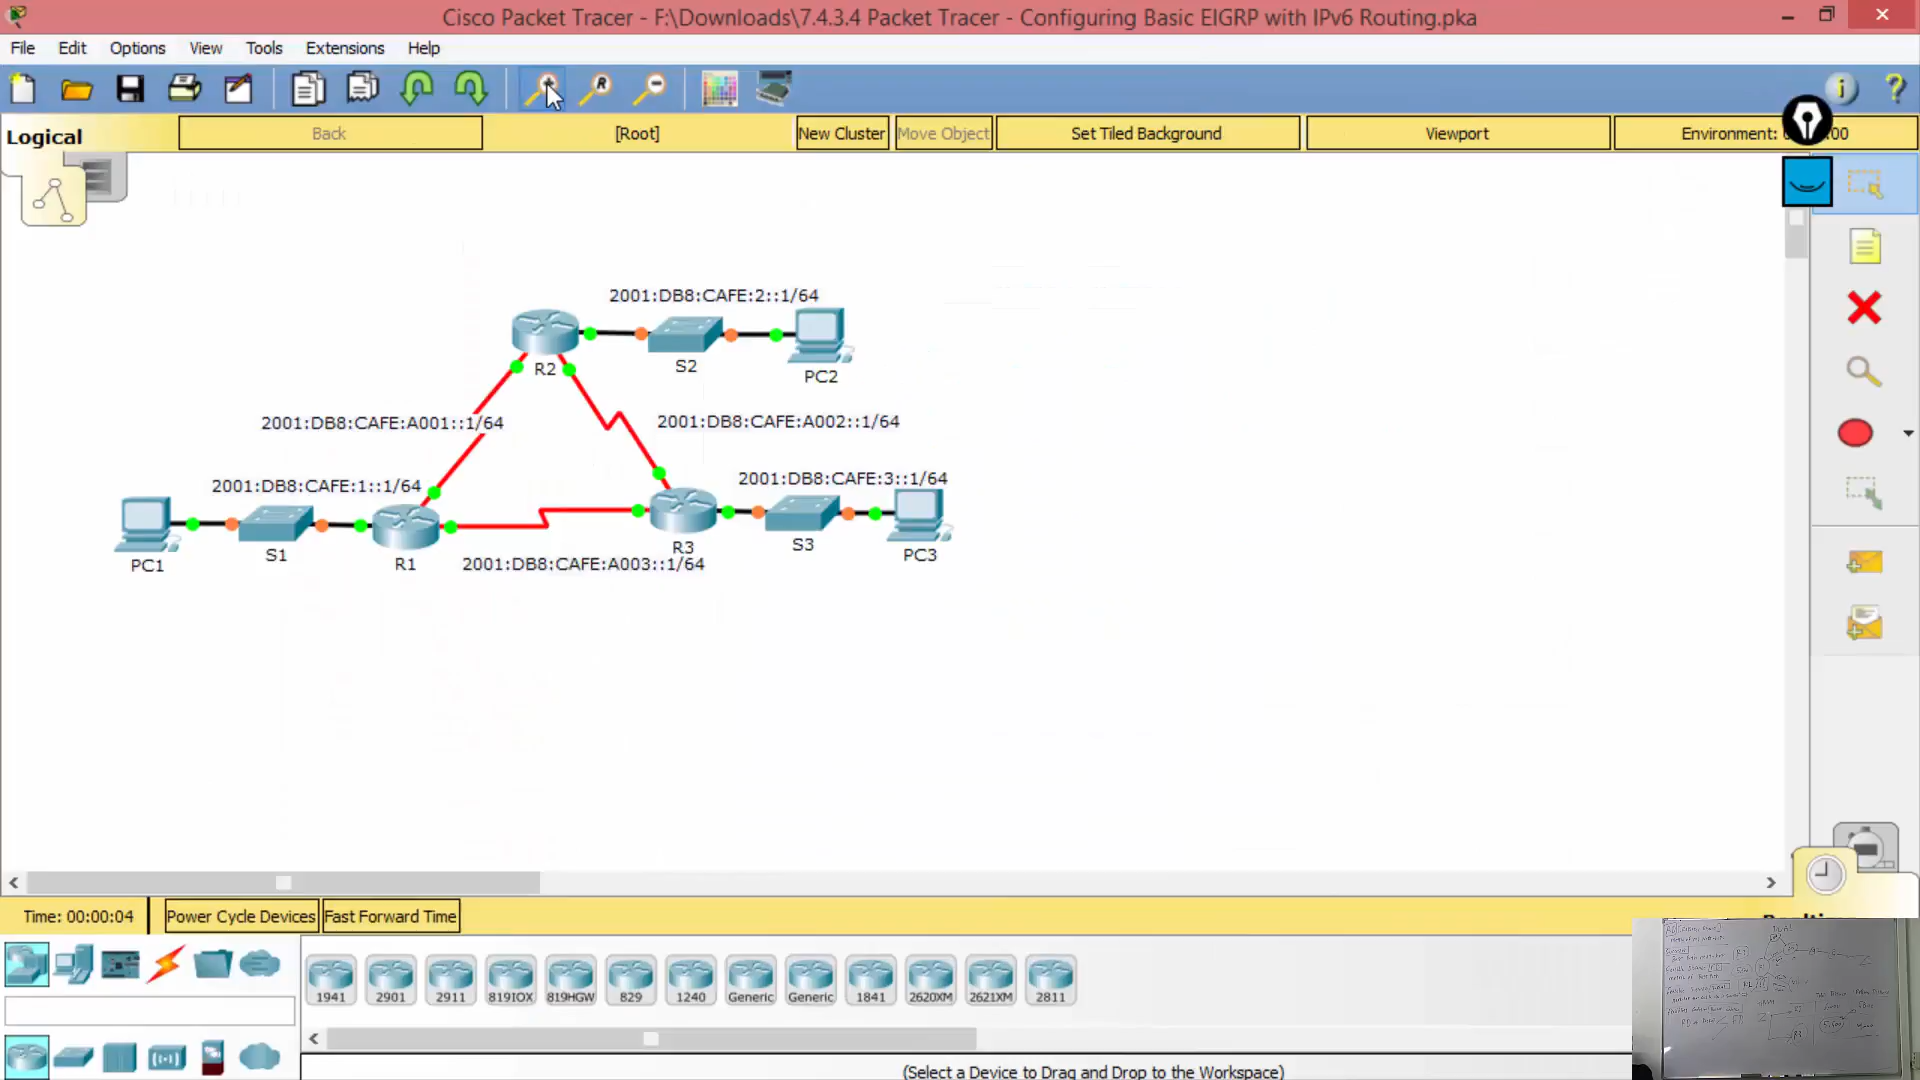 Cisco Packet Tracer - F:\Downloads\7.4.3.4 Packet Tracer - Configuring Basic EIGRP with IPv6 Routing.pka
File Edit Options View Tools Extensions Help
Logical Back [Root] New Cluster Move Object Set Tiled Background Viewport Environment:
2001:DB8:CAFE:2::1/64
R2 S2 PC2
2001:DB8:CAFE:A001::1/64 2001:DB8:CAFE:A002::1/64
2001:DB8:CAFE:1::1/64 2001:DB8:CAFE:3::1/64
PC1 S1 R1 R3 S3 PC3
2001:DB8:CAFE:A003::1/64
Time: 00:00:04 Power Cycle Devices Fast Forward Time
1941 2901 2911 819IOX 819HGW 829 1240 Generic Generic 1841 2620XM 2621XM 2811
(Select a Device to Drag and Drop to the Workspace)